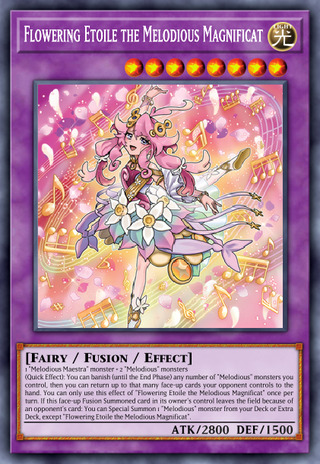 Flowering Etoile the Melodious Magnificat
LIGHT
光
[Fairy / Fusion / Effect]
1 "Melodious Maestra" monster + 2 "Melodious" monsters
(Quick Effect): You can banish (until the End Phase) any number of "Melodious" monsters you
control, then you can return up to that many face-up cards your opponent controls to the
hand. You can only use this effect of "Flowering Etoile the Melodious Magnificat" once per
turn. If this face-up Fusion Summoned card in its owner's control leaves the field because of
an opponent's card: You can Special Summon 1 "Melodious" monster from your Deck or Extra
Deck, except "Flowering Etoile the Melodious Magnificat".
ATK/2800 DEF/1500